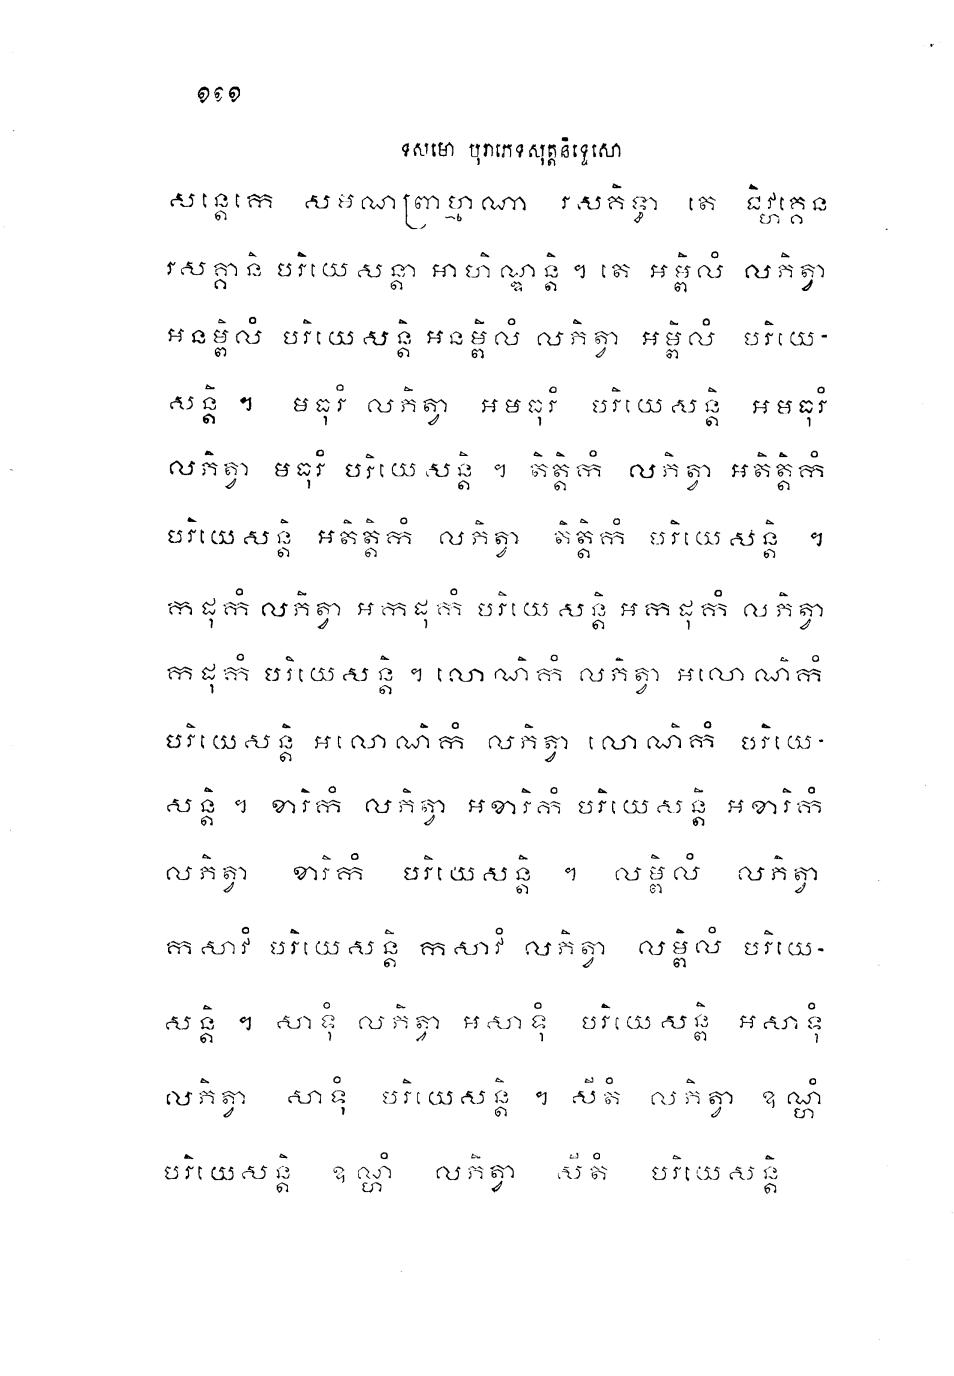 ១៩១
ទសមោ បុរាភេទសុត្តនិទ្ទេសោ
សន្តេកេ សមណព្រាហ្មណា រសគិទ្ធា តេ ជិវ្ហគ្គេន
រសគ្គានិ បរិយេសន្តា អាហិណ្ឌន្តិ ។ តេ អម្ពិលំ លភិត្វា
អនម្ពិលំ បរិយេសន្តិ អនម្ពិលំ លភិត្វា អម្ពិលំ បរិយេ-
សន្តិ ។ មធុរំ លភិត្វា អមធុរំ បរិយេសន្តិ អមធុរំ
លភិត្វា មធុរំ បរិយេសន្តិ ។ តិត្តិកំ លភិត្វា អតិត្តិកំ
បរិយេសន្តិ អតិត្តិកំ លភិត្វា តិត្តិកំ បរិយេសន្តិ ។
កដុកំ លភិត្វា អកដុកំ បរិយេសន្តិ អកដុកំ លភិត្វា
កដុកំ បរិយេសន្តិ ។ លោណិកំ លភិត្វា អលោណិកំ
បរិយេសន្តិ អលោណិកំ លភិត្វា លោណិកំ បរិយេ-
សន្តិ ។ ខារិកំ លភិត្វា អខារិកំ បរិយេសន្តិ អខារិកំ
លភិត្វា ខារិកំ បរិយេសន្តិ ។ លម្ពិលំ លភិត្វា
កសាវំ បរិយេសន្តិ កសាវំ លភិត្វា លម្ពិលំ បរិយេ-
សន្តិ ។ សាទុំ លភិត្វា អសាទុំ បរិយេសន្តិ អសាទុំ
លភិត្វា សាទុំ បរិយេសន្តិ ។ សីតំ លភិត្វា ឧណ្ហំ
បរិយេសន្តិ ឧណ្ហំ លភិត្វា សីតំ បរិយេសន្តិ